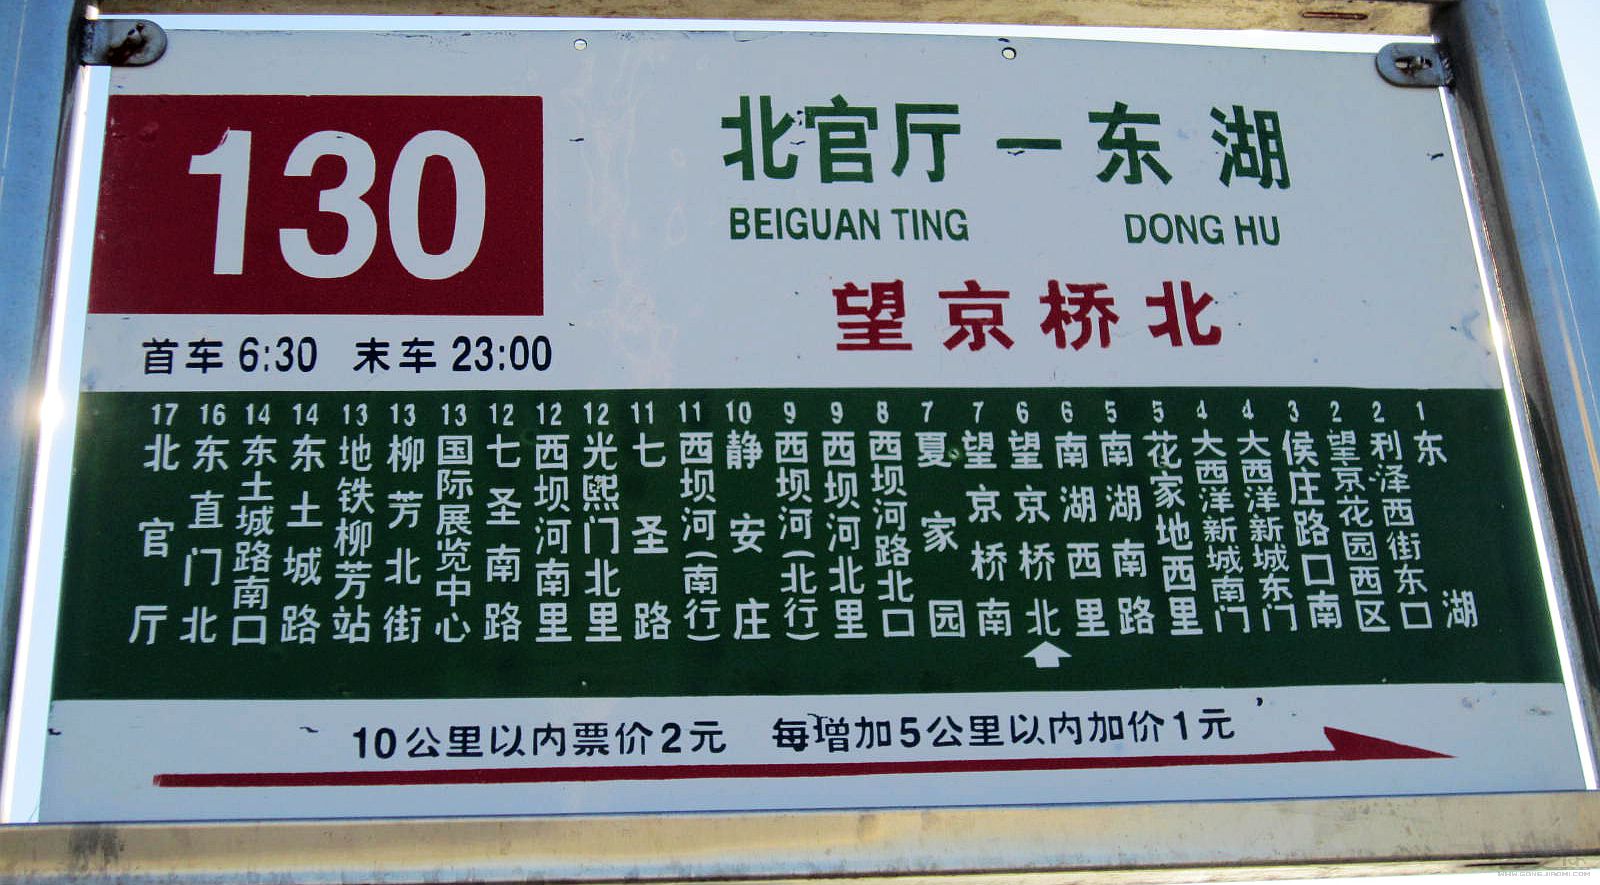 130
北官厅一东湖
BEIGUAN TING DONG HU
望京桥北
首车 6:30 末车 23:00
17 北官厅
16 东直门北
14 东土城路南口
14 东土城路
13 地铁柳芳站
13 柳芳北街
13 国际展览中心
12 七圣南路
12 西坝河南里
12 光熙门北里
11 七圣路
11 西坝河(南行)
10 静安庄
9 西坝河(北行)
9 西坝河北里
8 西坝河路北口
7 夏家园
7 望京桥南
6 望京桥北
6 南湖西里
5 南湖南路
5 花家地西里
4 大西洋新城南门
4 大西洋新城东门
3 侯庄路口南
2 望京花园西区
2 利泽西街东口
1 东湖
10公里以内票价2元 每增加5公里以内加价1元
WWW.GONGJIAOMI.COM